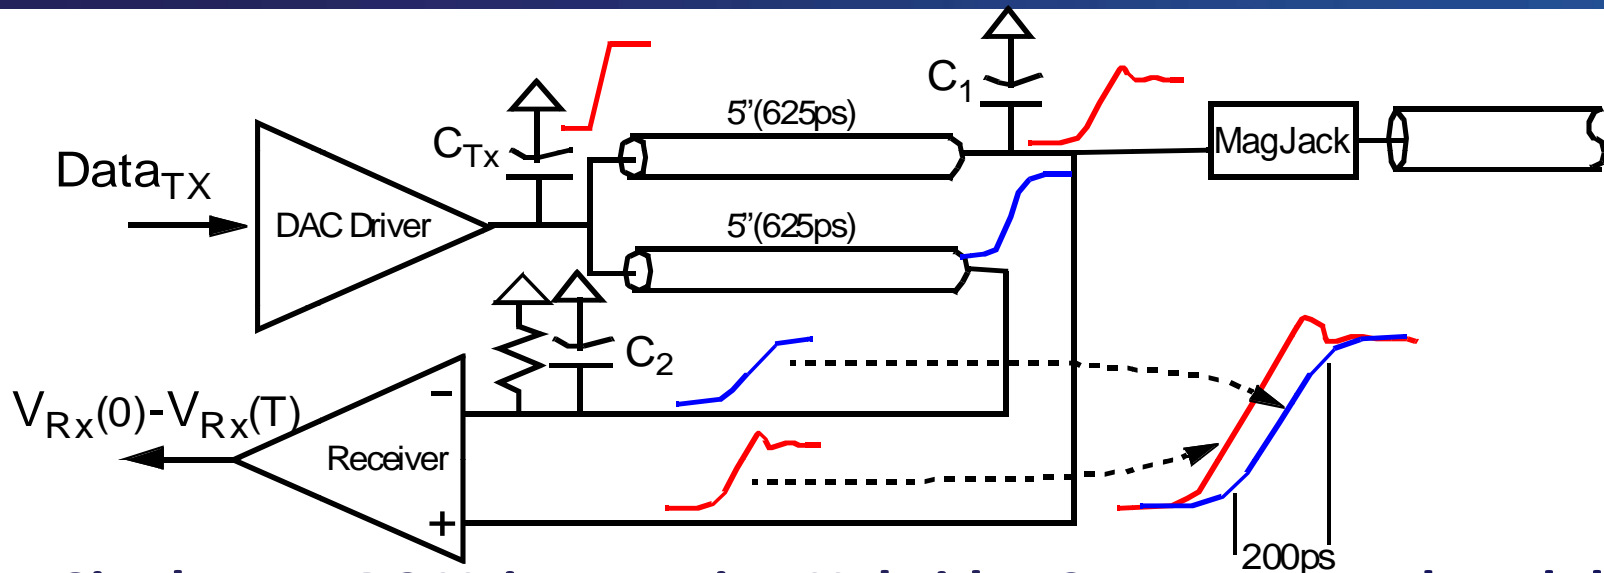 C1
5”(625ps)
CTx
MagJack
DataTX
DAC Driver
5”(625ps)
C2
VRx(0)-VRx(T)
−
Receiver
+
200ps